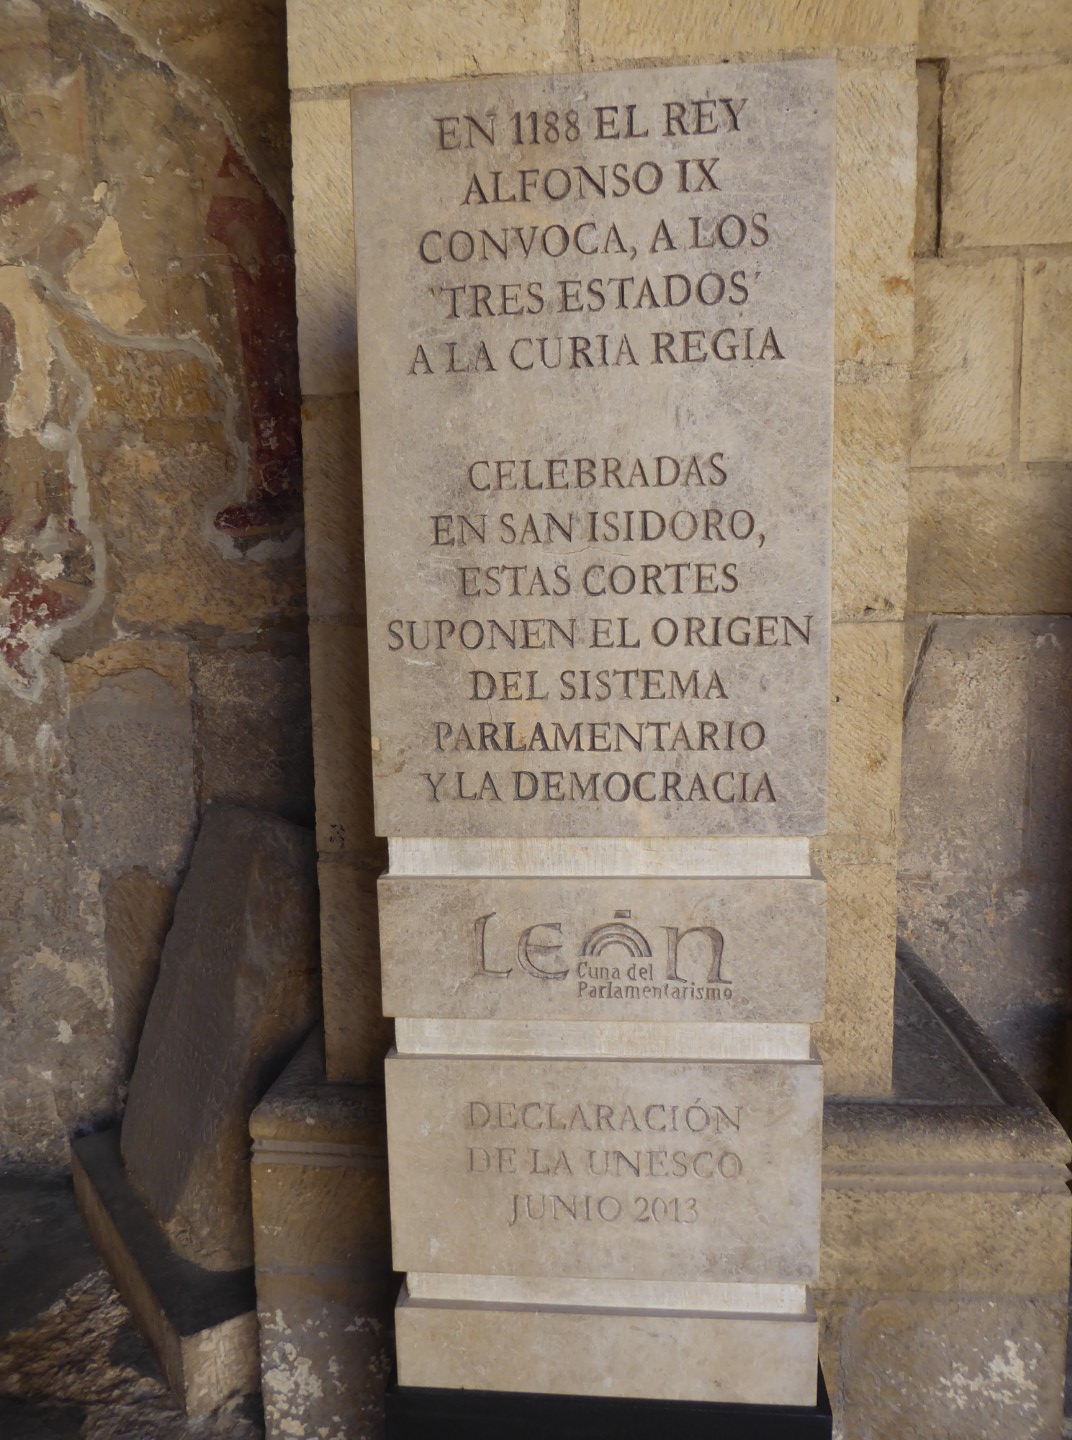 EN 1188 EL REY
ALFONSO IX
CONVOCA, A LOS
'TRES ESTADOS'
A LA CURIA REGIA
CELEBRADAS
EN SAN ISIDORO,
ESTAS CORTES
SUPONEN EL ORIGEN
DEL SISTEMA
PARLAMENTARIO
Y LA DEMOCRACIA
LEÓN
Cuna del
Parlamentarismo
DECLARACIÓN
DE LA UNESCO
JUNIO 2013